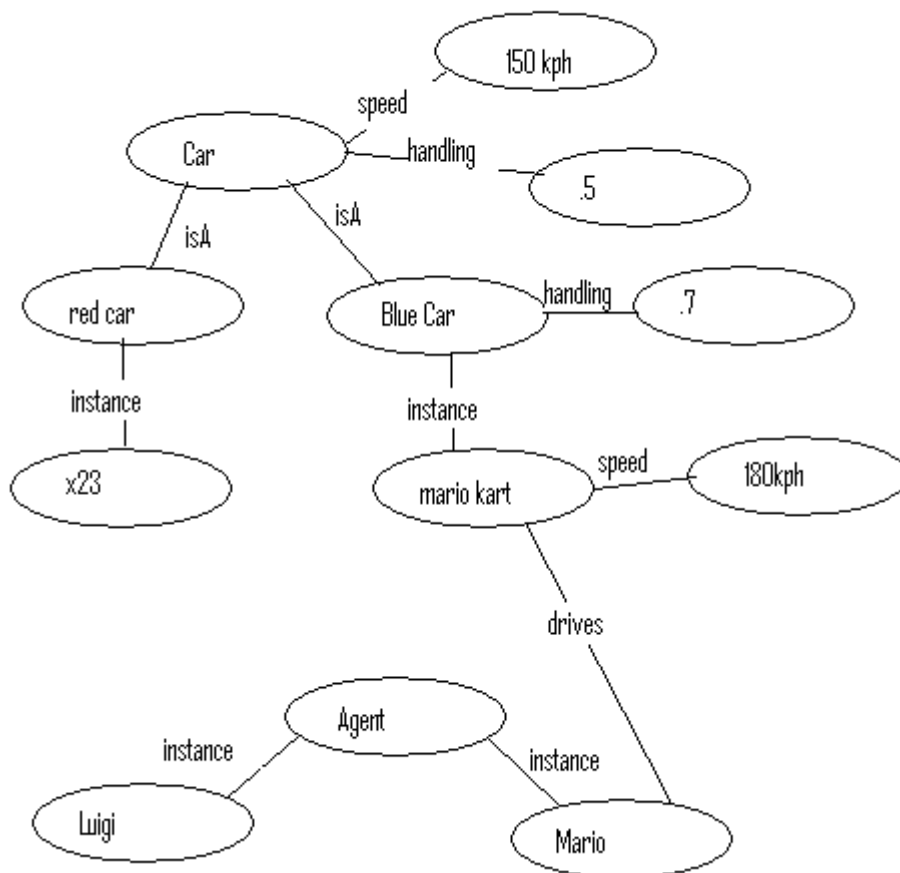 150 kph
speed
Car
handling
.5
isA
isA
red car
Blue Car
handling
.7
instance
instance
x23
mario kart
speed
180kph
drives
Agent
instance
instance
Luigi
Mario